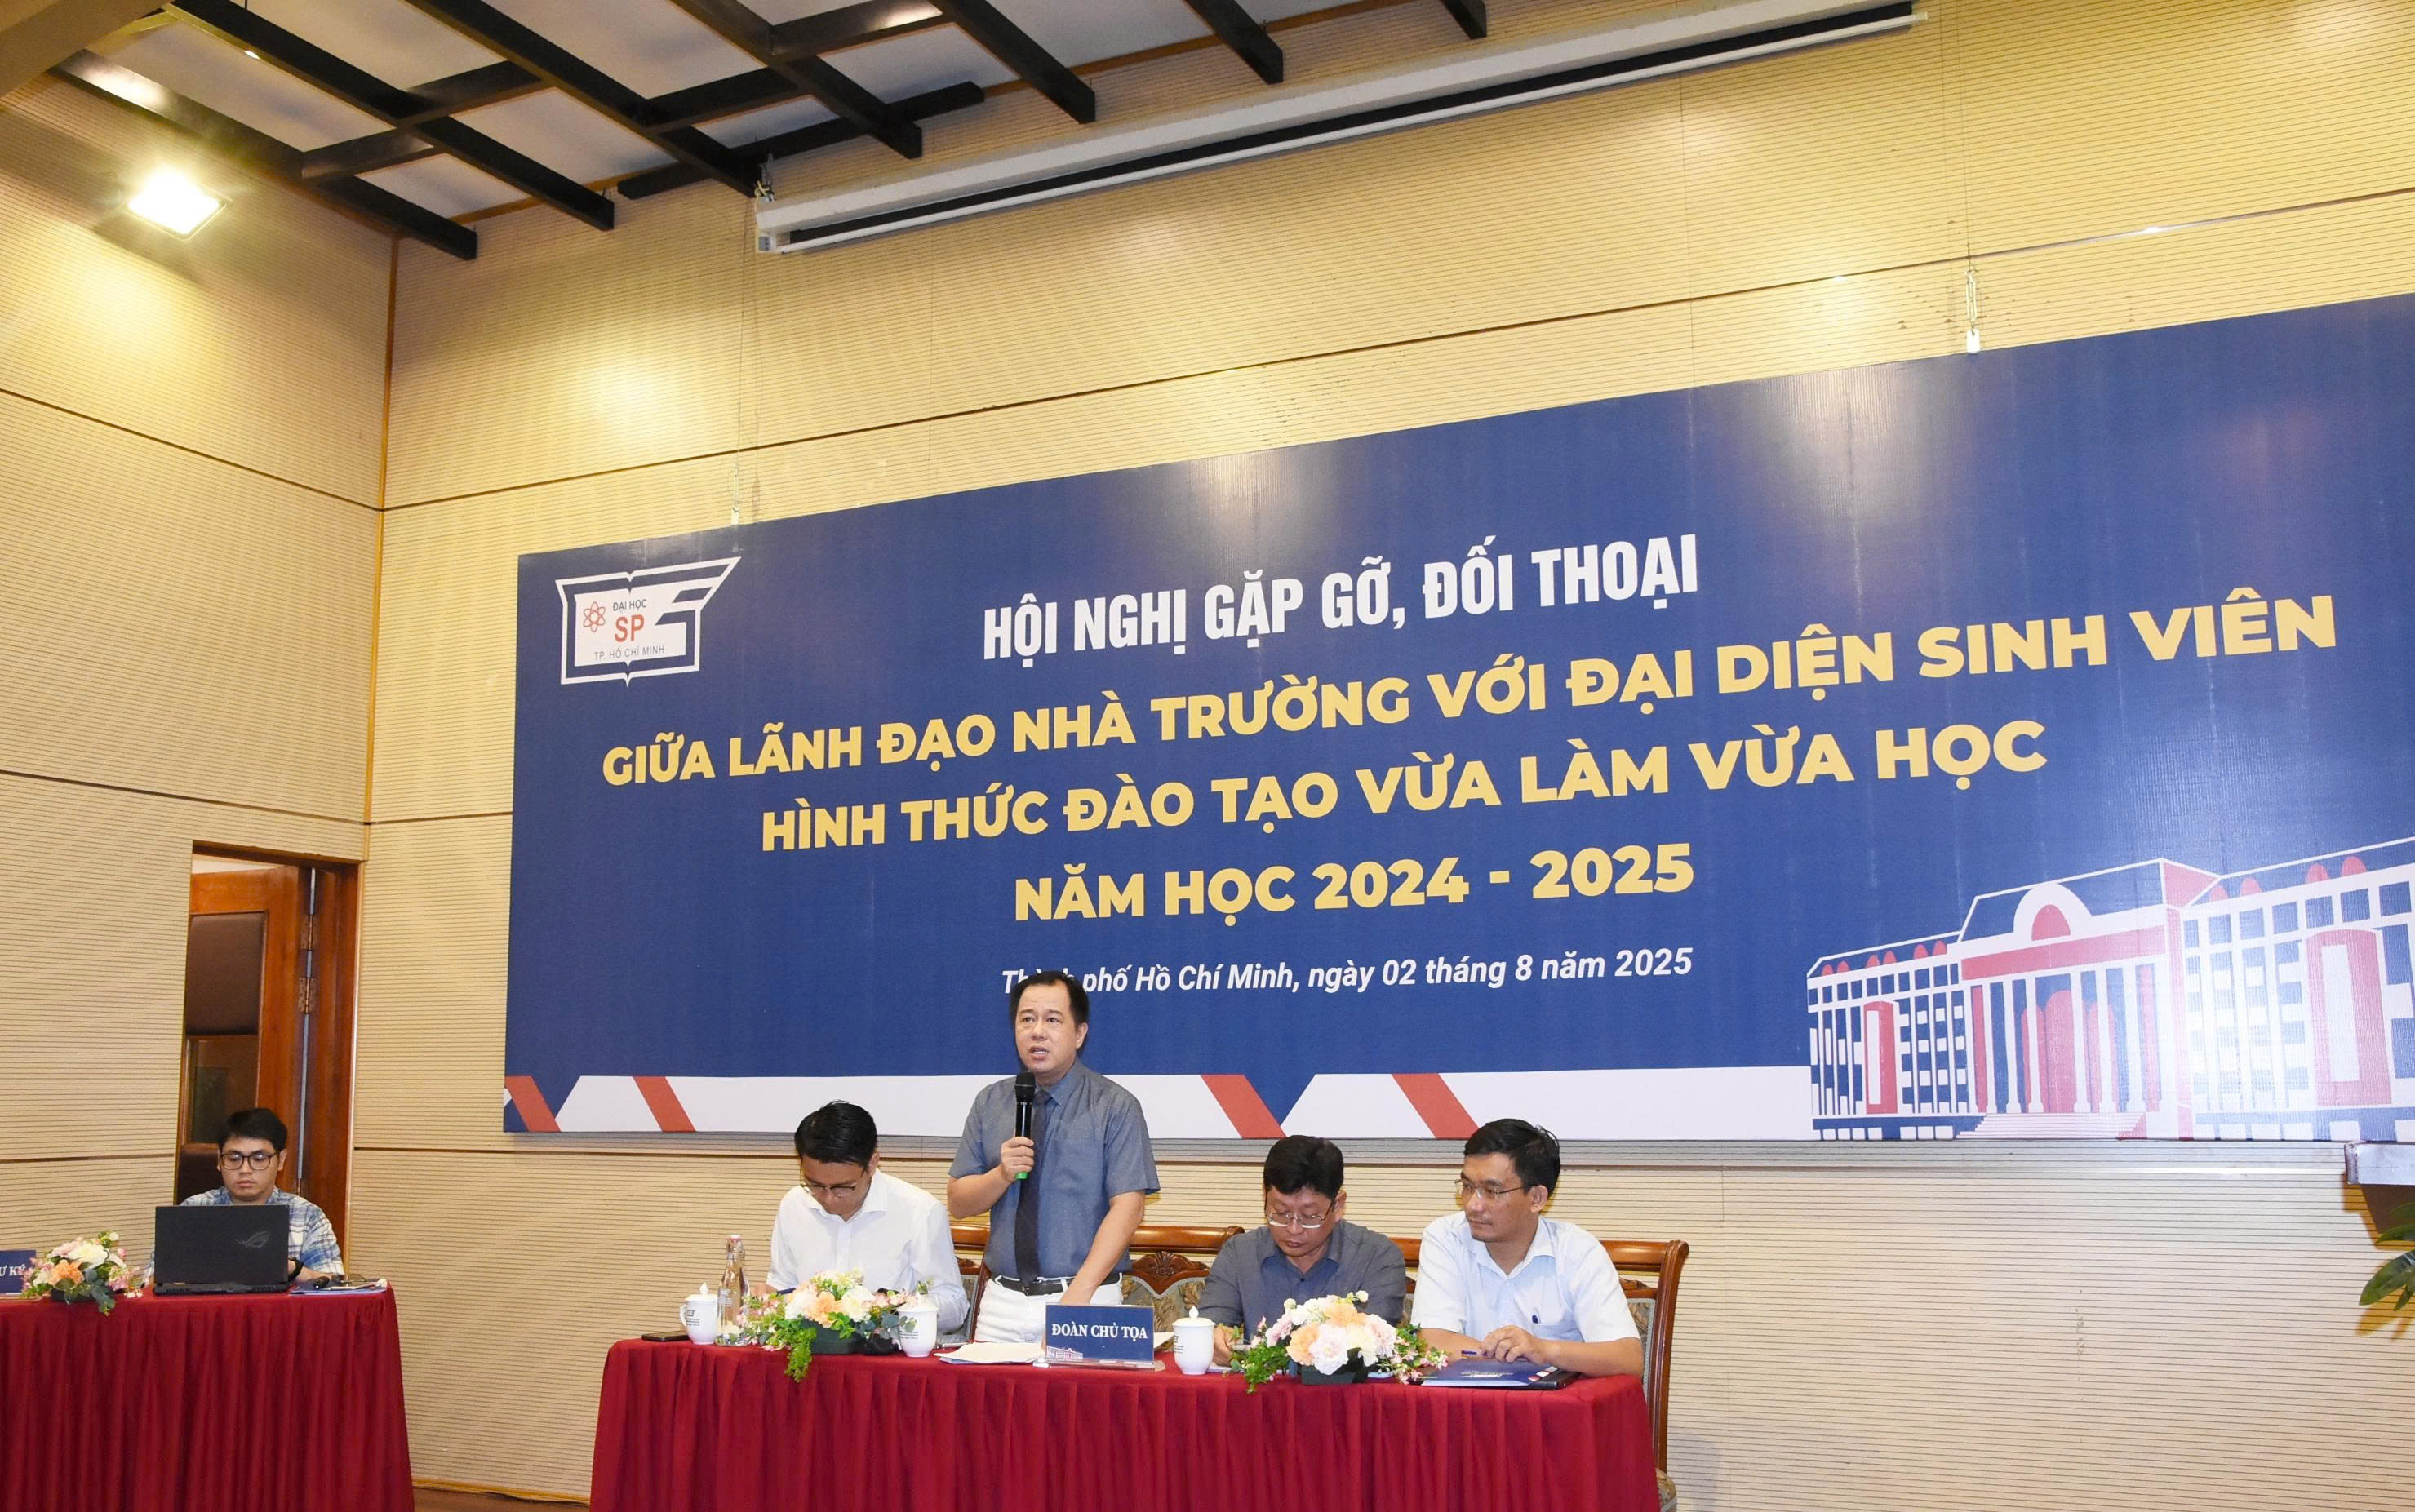 ĐẠI HỌC
SP
TP. HỒ CHÍ MINH
HỘI NGHỊ GẶP GỠ, ĐỐI THOẠI
GIỮA LÃNH ĐẠO NHÀ TRƯỜNG VỚI ĐẠI DIỆN SINH VIÊN
HÌNH THỨC ĐÀO TẠO VỪA LÀM VỪA HỌC
NĂM HỌC 2024 - 2025
phố Hồ Chí Minh, ngày 02 tháng 8 năm 2025
ĐOÀN CHỦ TỌA